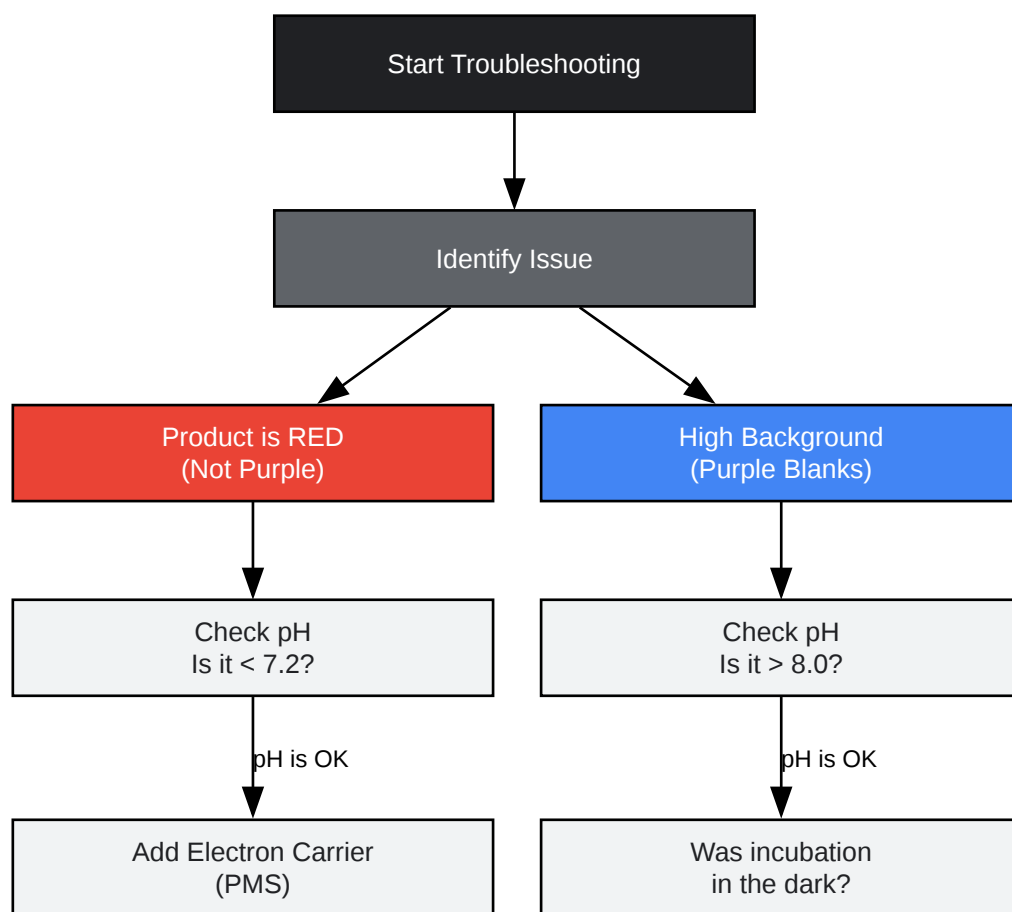 Start Troubleshooting
Identify Issue
Product is RED
(Not Purple)
High Background
(Purple Blanks)
Check pH
Is it < 7.2?
Check pH
Is it > 8.0?
pH is OK
pH is OK
Add Electron Carrier
(PMS)
Was incubation
in the dark?